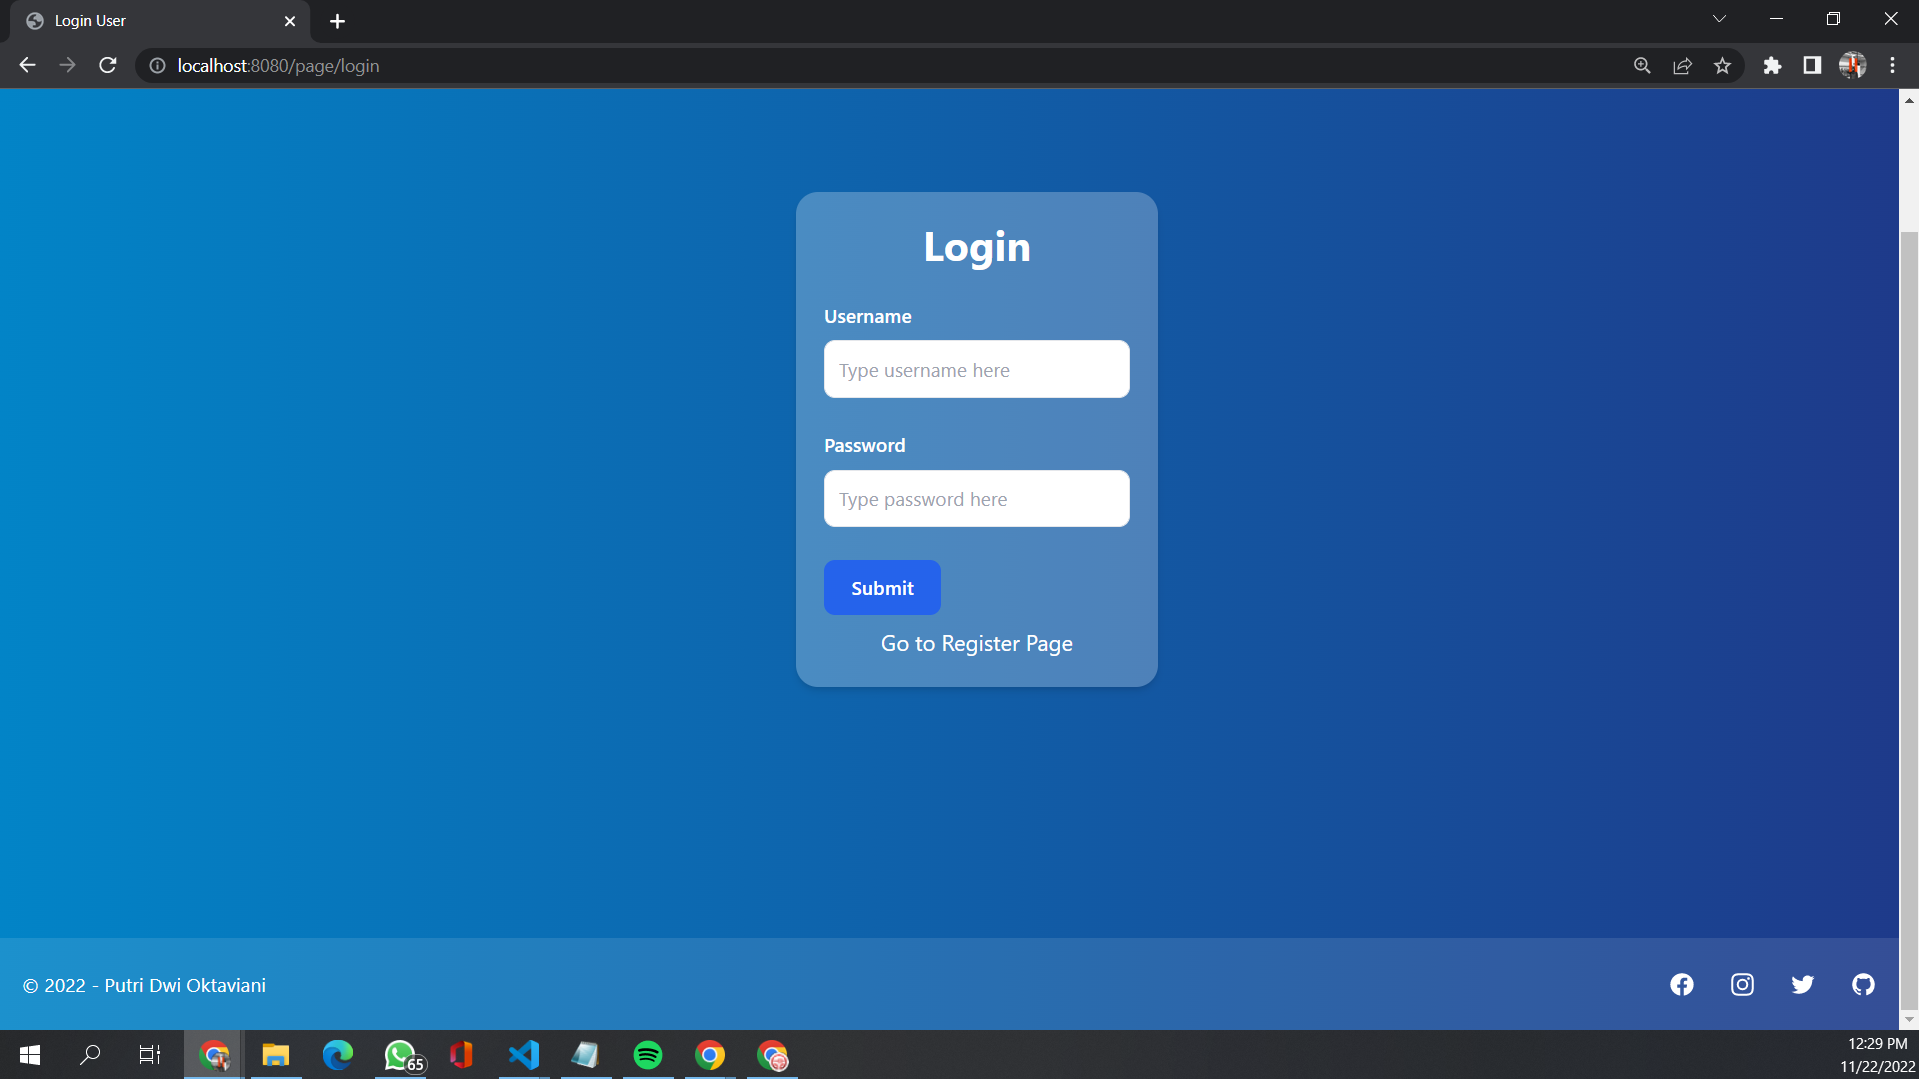 Login User
localhost:8080/page/login
Login
Username
Type username here
Password
Type password here
Submit
Go to Register Page
© 2022 - Putri Dwi Oktaviani
65
12:29 PM
11/22/2022